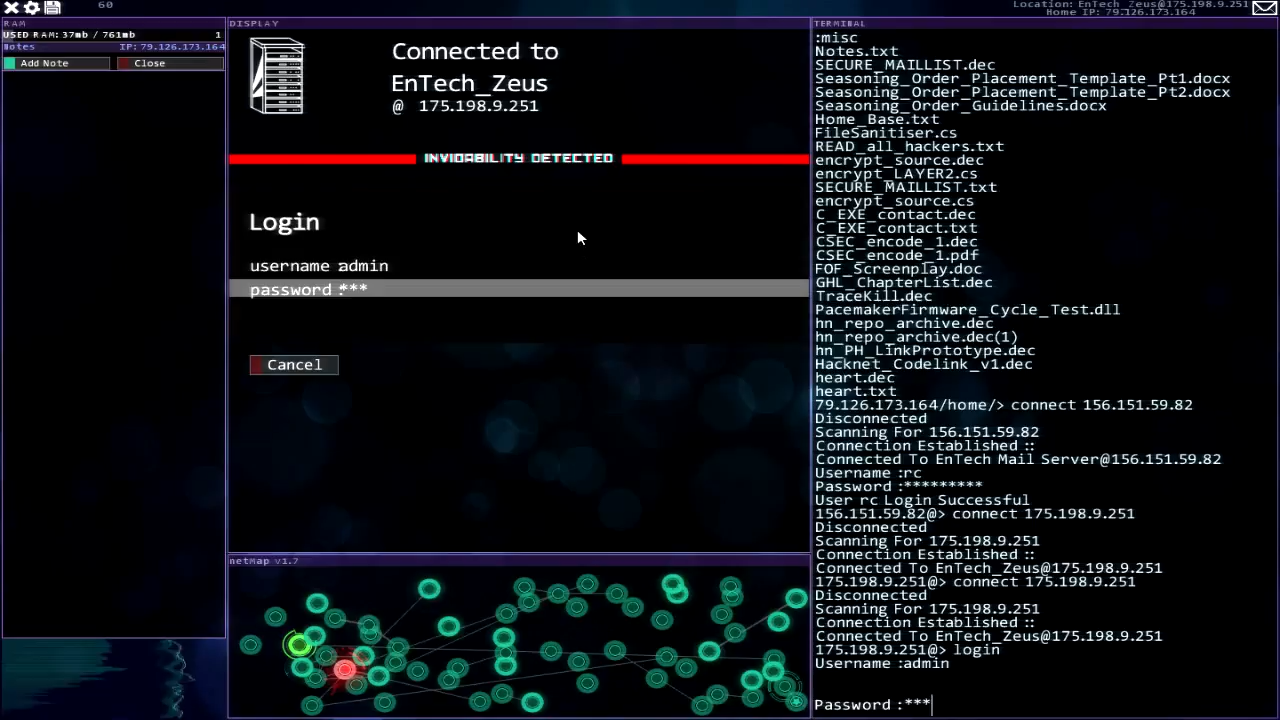 60
Location: EnTech_Zeus@175.198.9.251
Home IP: 79.126.173.164
RAM
USED RAM: 37mb / 761mb 1
Notes IP: 79.126.173.164
Add Note
Close
DISPLAY
Connected to
EnTech_Zeus
@ 175.198.9.251
INVIOABILITY DETECTED
Login
username :admin
password :***
Cancel
netMap v1.7
TERMINAL
:misc
Notes.txt
SECURE_MAILLIST.dec
Seasoning_Order_Placement_Template_Pt1.docx
Seasoning_Order_Placement_Template_Pt2.docx
Seasoning_Order_Guidelines.docx
Home_Base.txt
FileSanitiser.cs
READ_all_hackers.txt
encrypt_source.dec
encrypt_LAYER2.cs
SECURE_MAILLIST.txt
encrypt_source.cs
C_EXE_contact.dec
C_EXE_contact.txt
CSEC_encode_1.dec
CSEC_encode_1.pdf
FOF_Screenplay.doc
GHL_ChapterList.dec
TraceKill.dec
PacemakerFirmware_Cycle_Test.dll
hn_repo_archive.dec
hn_repo_archive.dec(1)
hn_PH_LinkPrototype.dec
Hacknet_Codelink_v1.dec
heart.dec
heart.txt
79.126.173.164/home/> connect 156.151.59.82
Disconnected
Scanning For 156.151.59.82
Connection Established ::
Connected To EnTech Mail Server@156.151.59.82
Username :rc
Password :*********
User rc Login Successful
156.151.59.82@> connect 175.198.9.251
Disconnected
Scanning For 175.198.9.251
Connection Established ::
Connected To EnTech_Zeus@175.198.9.251
175.198.9.251@> connect 175.198.9.251
Disconnected
Scanning For 175.198.9.251
Connection Established ::
Connected To EnTech_Zeus@175.198.9.251
175.198.9.251@> login
Username :admin
Password :***